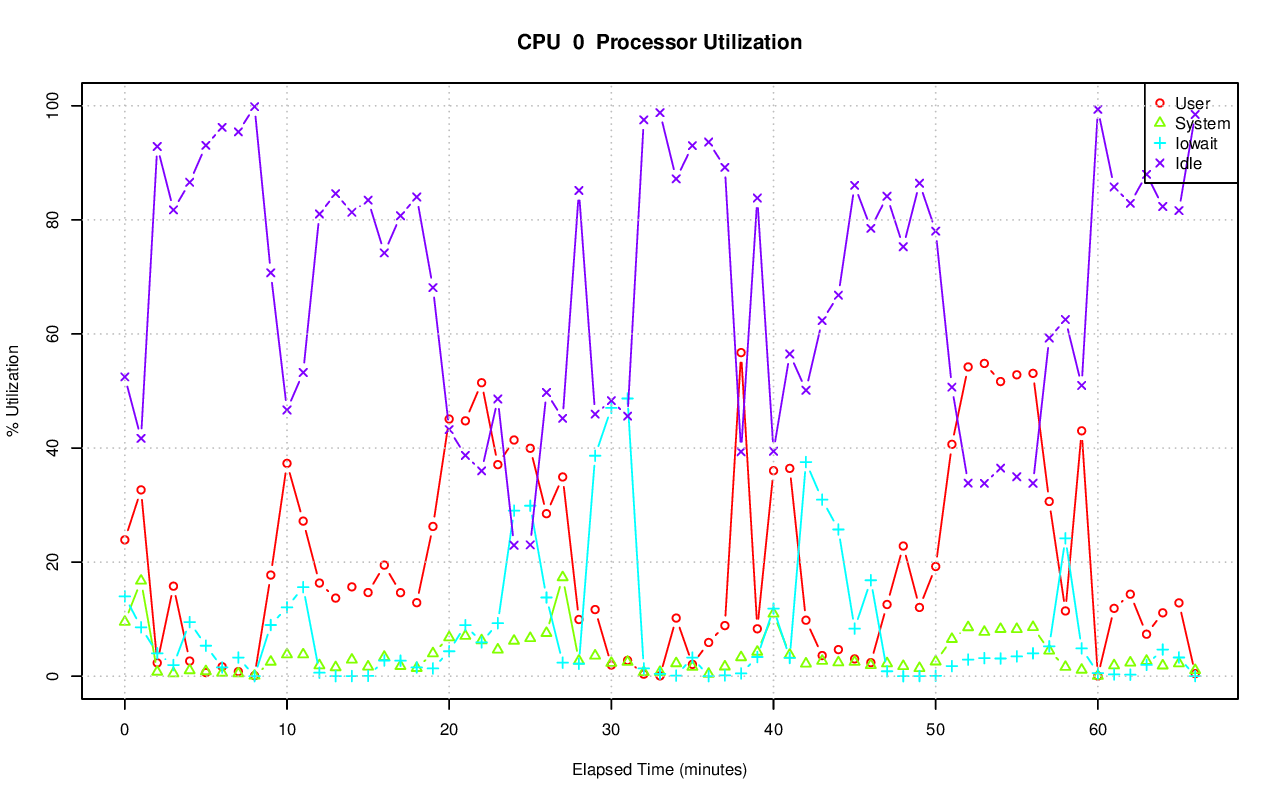 CPU  0  Processor Utilization
% Utilization
100
80
60
40
20
0
User
System
Iowait
Idle
0 10 20 30 40 50 60
Elapsed Time (minutes)